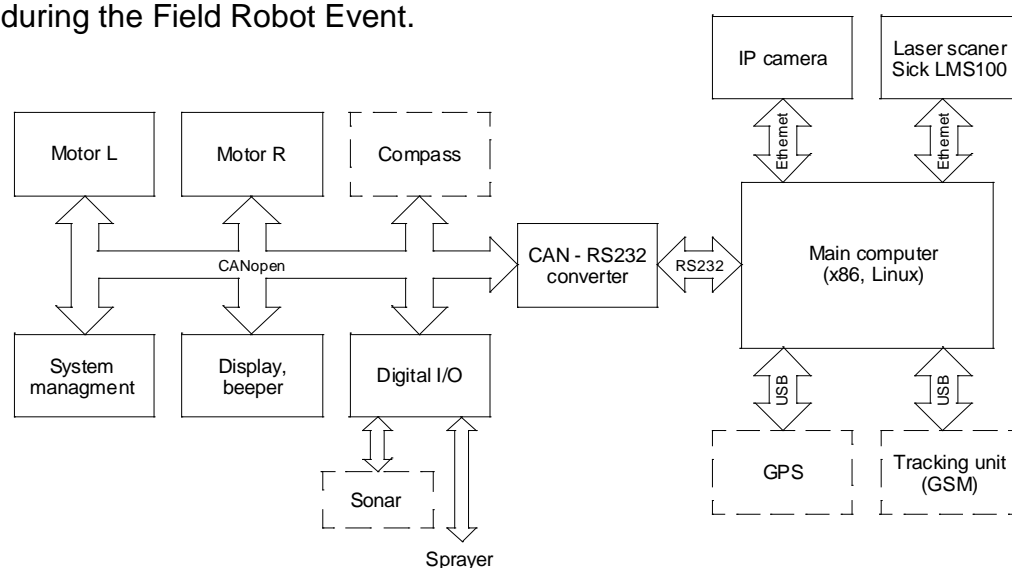 during the Field Robot Event.
IP camera
Laser scaner
Sick LMS100
Ethernet
Ethernet
Motor L
Motor R
Compass
CANopen
CAN - RS232
converter
RS232
Main computer
(x86, Linux)
System
managment
Display,
beeper
Digital I/O
USB
USB
Sonar
Sprayer
GPS
Tracking unit
(GSM)